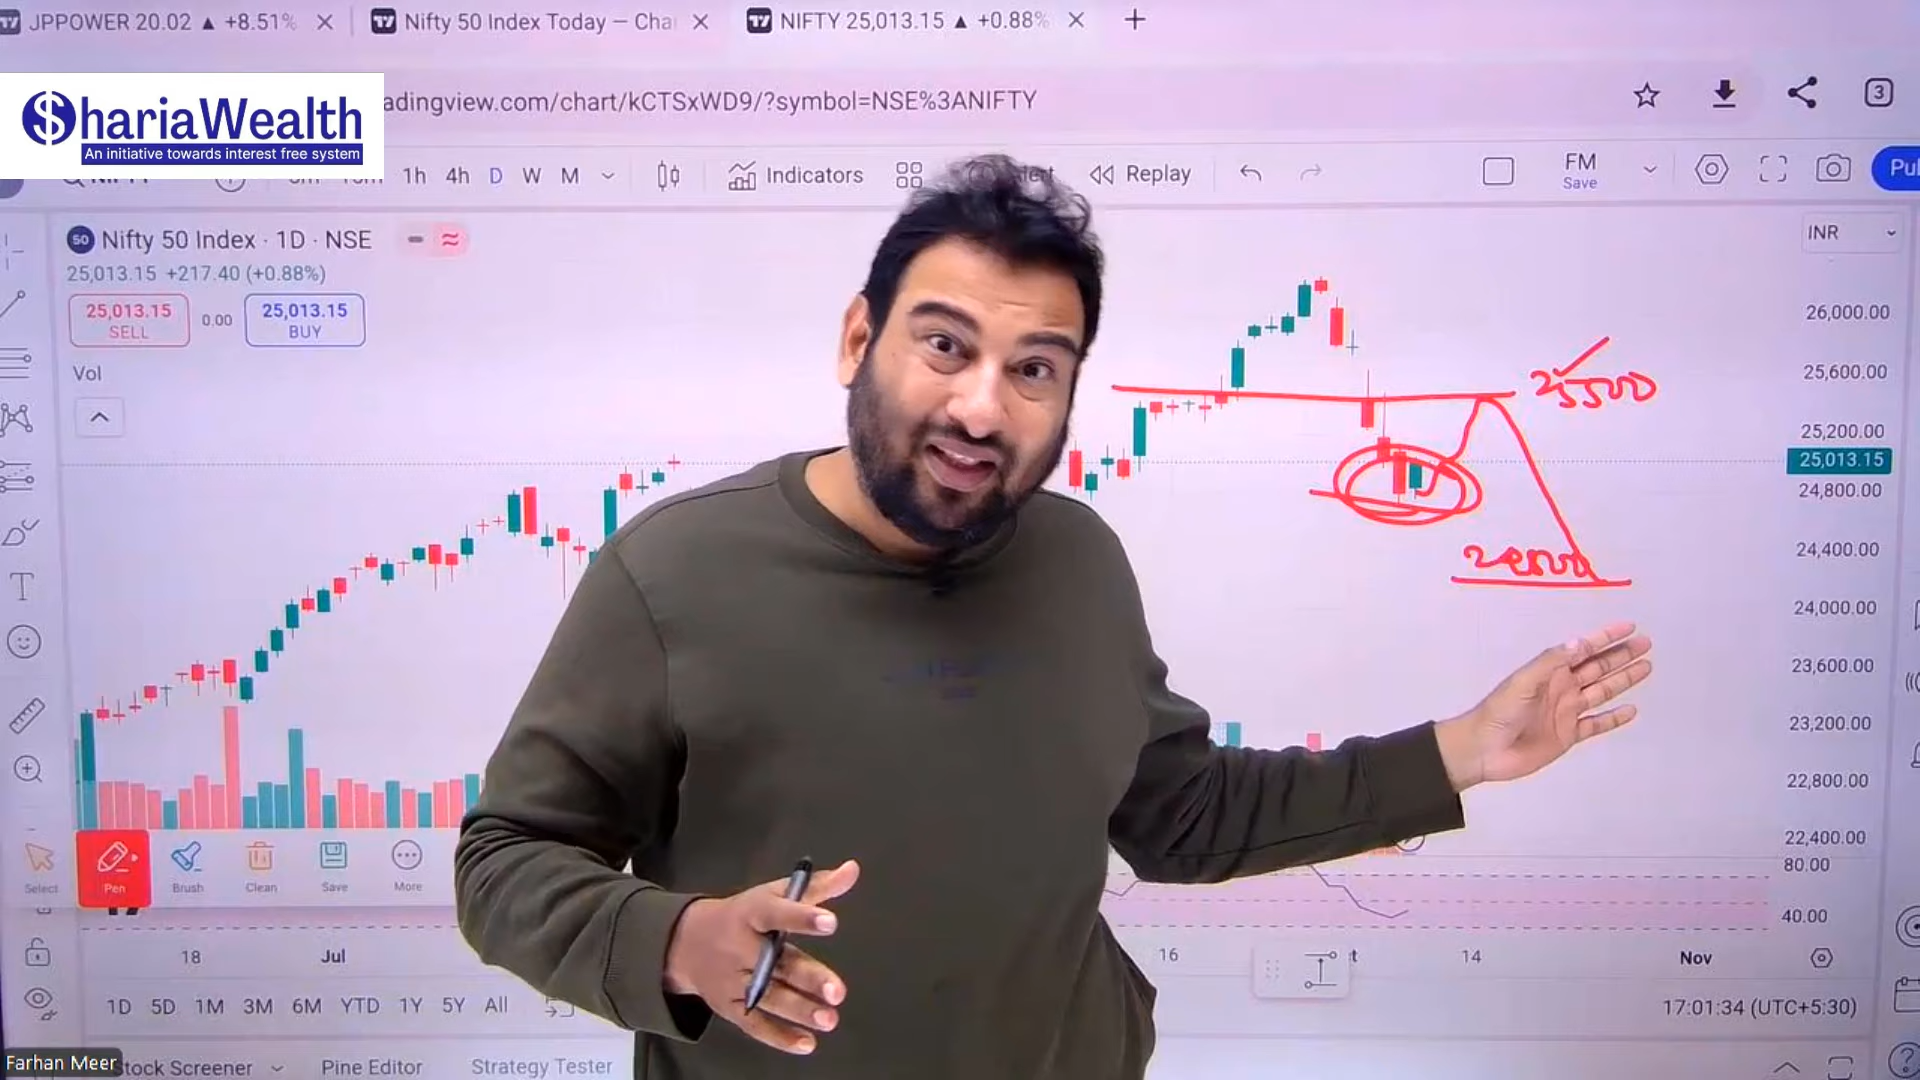 JPPOWER 20.02 ▲ +8.51%
Nifty 50 Index Today — Cha
NIFTY 25,013.15 ▲ +0.88%
$hariaWealth
An initiative towards interest free system
adingview.com/chart/kCTSxWD9/?symbol=NSE%3ANIFTY
3
1h 4h D W M
Indicators
Replay
FM
Save
Pul
50 Nifty 50 Index · 1D · NSE
INR
25,013.15 +217.40 (+0.88%)
25,013.15
SELL
0.00
25,013.15
BUY
Vol
26,000.00
25,600.00
25500
25,200.00
25,013.15
24,800.00
24,400.00
24,000.00
23,600.00
23,200.00
22,800.00
22,400.00
80.00
40.00
Select
Pen
Brush
Clean
Save
More
18 Jul 16 14 Nov
1D 5D 1M 3M 6M YTD 1Y 5Y All
17:01:34 (UTC+5:30)
Farhan Meer
Stock Screener
Pine Editor
Strategy Tester